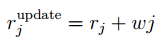 r_j^{update} = r_j + wj